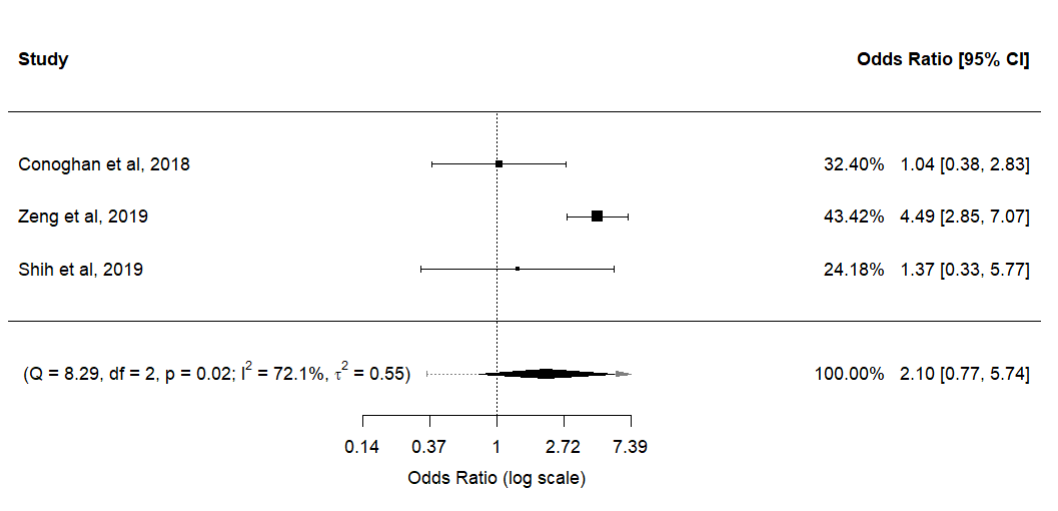 Study Odds Ratio [95% CI]
Conoghan et al, 2018 32.40% 1.04 [0.38, 2.83]
Zeng et al, 2019 43.42% 4.49 [2.85, 7.07]
Shih et al, 2019 24.18% 1.37 [0.33, 5.77]
(Q = 8.29, df = 2, p = 0.02; I² = 72.1%, τ² = 0.55) 100.00% 2.10 [0.77, 5.74]
0.14 0.37 1 2.72 7.39
Odds Ratio (log scale)